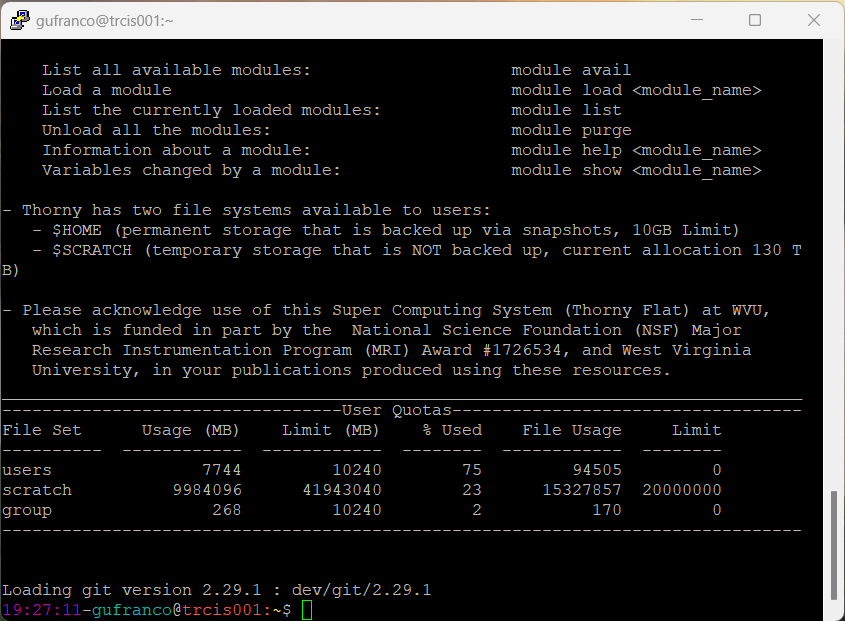 gufranco@trcis001:~
List all available modules: module avail
Load a module module load <module_name>
List the currently loaded modules: module list
Unload all the modules: module purge
Information about a module: module help <module_name>
Variables changed by a module: module show <module_name>
- Thorny has two file systems available to users:
- $HOME (permanent storage that is backed up via snapshots, 10GB Limit)
- $SCRATCH (temporary storage that is NOT backed up, current allocation 130 T
B)
- Please acknowledge use of this Super Computing System (Thorny Flat) at WVU,
which is funded in part by the  National Science Foundation (NSF) Major
Research Instrumentation Program (MRI) Award #1726534, and West Virginia
University, in your publications produced using these resources.
________________________________________________________________________________
----------------------------------User Quotas-----------------------------------
File Set      Usage (MB)    Limit (MB)    % Used    File Usage     Limit
----------  ------------  ------------  --------  ------------  --------
users               7744         10240        75         94505         0
scratch          9984096      41943040        23      15327857  20000000
group                268         10240         2           170         0
--------------------------------------------------------------------------------
Loading git version 2.29.1 : dev/git/2.29.1
19:27:11-gufranco@trcis001:~$